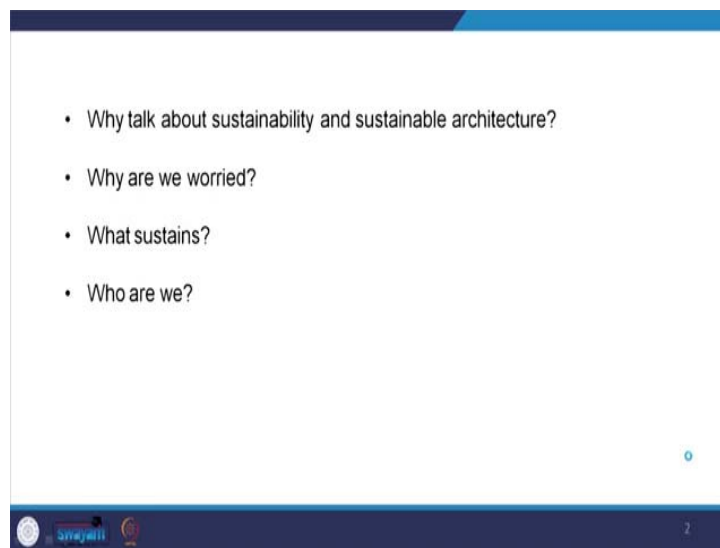 • Why talk about sustainability and sustainable architecture?
• Why are we worried?
• What sustains?
• Who are we?
swayam
2